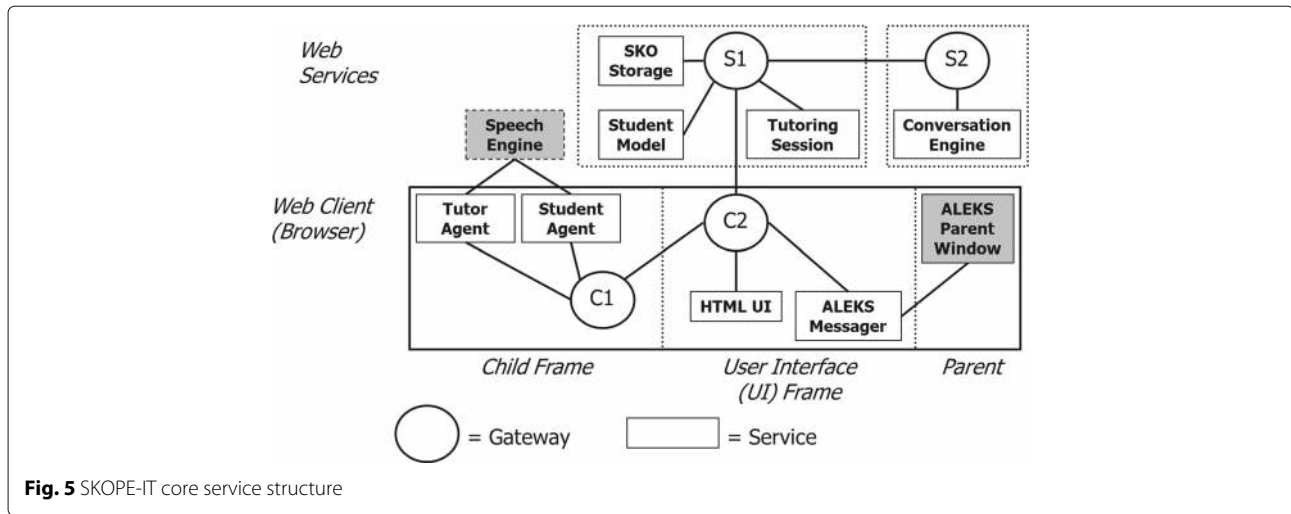 Web
Services
SKO
Storage
S1
S2
Student
Model
Tutoring
Session
Conversation
Engine
Speech
Engine
Web Client
(Browser)
Tutor
Agent
Student
Agent
C2
ALEKS
Parent
Window
C1
HTML UI
ALEKS
Messager
Child Frame
User Interface
(UI) Frame
Parent
= Gateway
= Service
Fig. 5 SKOPE-IT core service structure